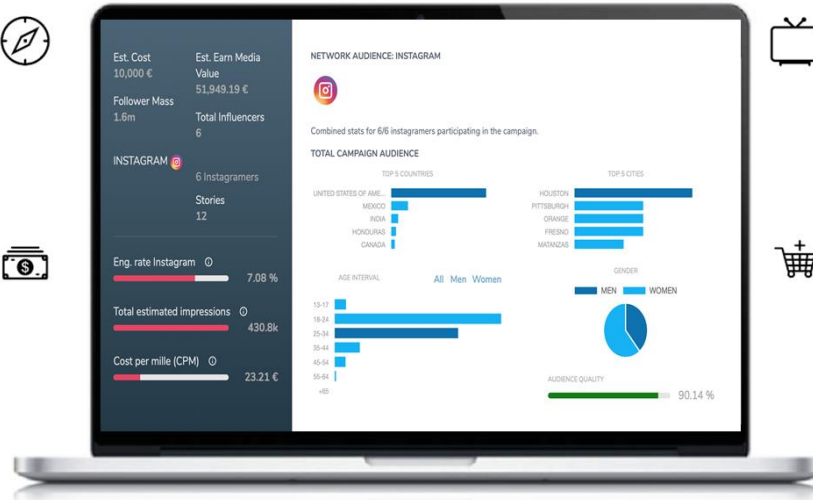 Est. Cost
10,000 €
Est. Earn Media
Value
51,949.19 €
Follower Mass
1.6m
Total Influencers
6
INSTAGRAM
6 Instagramers
Stories
12
Eng. rate Instagram
7.08 %
Total estimated impressions
430.8k
Cost per mille (CPM)
23.21 €
NETWORK AUDIENCE: INSTAGRAM
Combined stats for 6/6 instagramers participating in the campaign.
TOTAL CAMPAIGN AUDIENCE
TOP 5 COUNTRIES
UNITED STATES OF AME...
MEXICO
INDIA
HONDURAS
CANADA
TOP 5 CITIES
HOUSTON
PITTSBURGH
ORANGE
FRESNO
MATANZAS
AGE INTERVAL
All Men Women
13-17
18-24
25-34
35-44
45-54
55-64
+65
GENDER
MEN WOMEN
AUDIENCE QUALITY
90.14 %